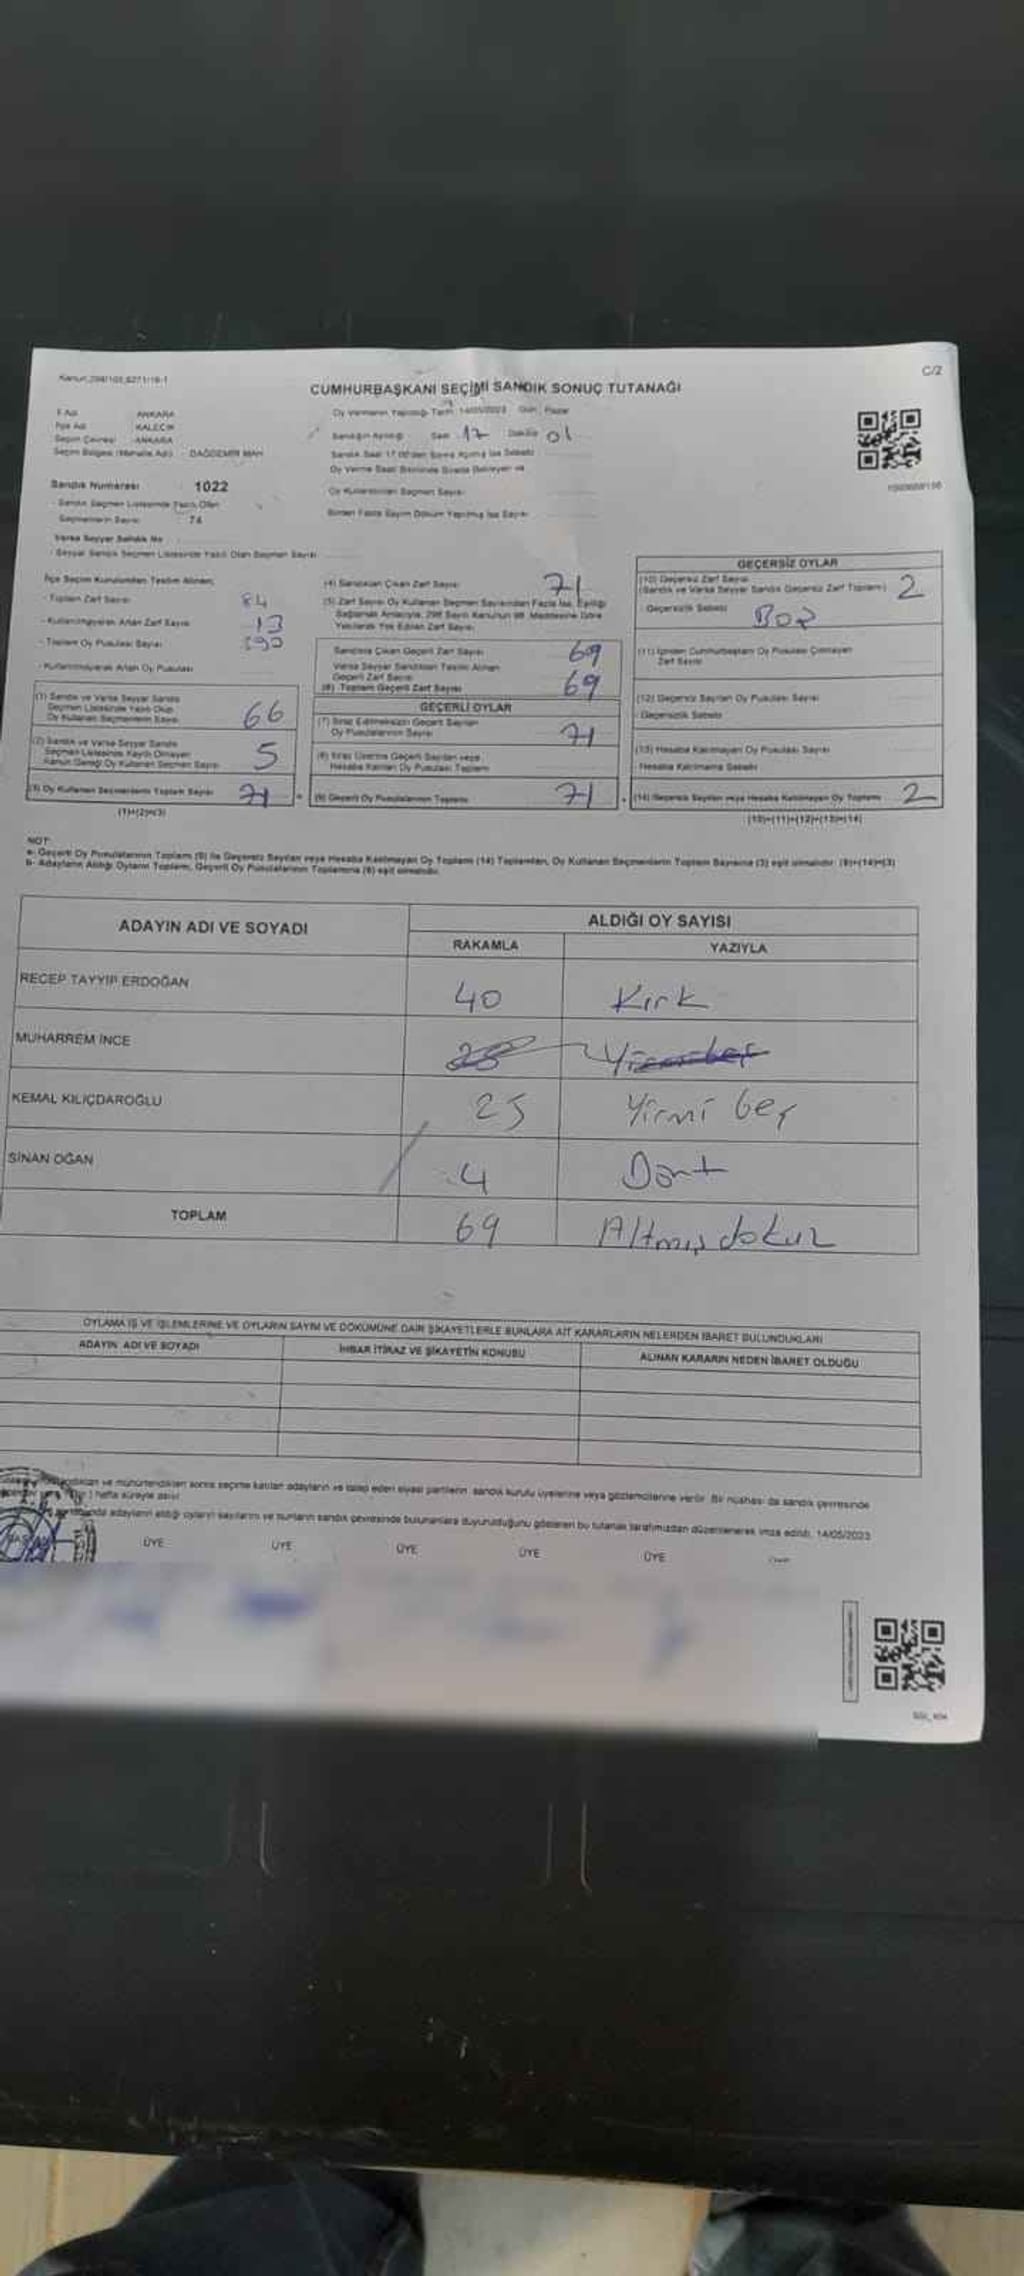 Kanun:298/105,6271/18-1
C/2
CUMHURBAŞKANI SEÇİMİ SANDIK SONUÇ TUTANAĞI
İl Adı ANKARA
İlçe Adı KALECİK
Seçim Çevresi ANKARA
Seçim Bölgesi (Mahalle Adı) DAĞDEMİR MAH
Oy Vermenin Yapıldığı Tarih 14/05/2023 Gün Pazar
Sandığın Açıldığı Saat 17 Dakika 01
Sandık Saat 17.00'den Sonra Açılmış İse Sebebi
Oy Verme Saati Bitiminde Sırada Bekleyen ve
Oy Kullandırılan Seçmen Sayısı
Birden Fazla Sayım Döküm Yapılmış İse Sayısı
Sandık Numarası 1022
Sandık Seçmen Listesinde Yazılı Olan
Seçmenlerin Sayısı 74
Varsa Seyyar Sandık No
Seyyar Sandık Seçmen Listesinde Yazılı Olan Seçmen Sayısı
İlçe Seçim Kurulundan Teslim Alınan;
- Toplam Zarf Sayısı 84
- Kullanılmayarak Artan Zarf Sayısı 13
- Toplam Oy Pusulası Sayısı
- Kullanılmayarak Artan Oy Pusulası
(1) Sandık ve Varsa Seyyar Sandık
Seçmen Listesinde Yazılı Olup
Oy Kullanan Seçmenlerin Sayısı 66
(2) Sandık ve Varsa Seyyar Sandık
Seçmen Listesinde Kayıtlı Olmayan
Kanun Gereği Oy Kullanan Seçmen Sayısı 5
(3) Oy Kullanan Seçmenlerin Toplam Sayısı 71
(1)+(2)=(3)
(4) Sandıktan Çıkan Zarf Sayısı 71
(5) Zarf Sayısı Oy Kullanan Seçmen Sayısından Fazla İse, Eşitliği
Sağlamak Amacıyla, 298 Sayılı Kanunun 98. Maddesine Göre
Yakılarak Yok Edilen Zarf Sayısı
Sandıkta Çıkan Geçerli Zarf Sayısı 69
Varsa Seyyar Sandıktan Teslim Alınan
Geçerli Zarf Sayısı
(6) Toplam Geçerli Zarf Sayısı 69
GEÇERLİ OYLAR
(7) İtiraz Edilmeksizin Geçerli Sayılan
Oy Pusulalarının Sayısı 71
(8) İtiraz Üzerine Geçerli Sayılan veya
Hesaba Katılan Oy Pusulası Toplamı
(9) Geçerli Oy Pusulalarının Toplamı 71
GEÇERSİZ OYLAR
(10) Geçersiz Zarf Sayısı
(Sandık ve Varsa Seyyar Sandık Geçersiz Zarf Toplamı) 2
Geçersizlik Sebebi
(11) İçinden Cumhurbaşkanı Oy Pusulası Çıkmayan
Zarf Sayısı
(12) Geçersiz Sayılan Oy Pusulası Sayısı
Geçersizlik Sebebi
(13) Hesaba Katılmayan Oy Pusulası Sayısı
Hesaba Katılmama Sebebi
(14) Geçersiz Sayılan veya Hesaba Katılmayan Oy Toplamı 2
(10)+(11)+(12)+(13)=(14)
NOT:
a- Geçerli Oy Pusulalarının Toplamı (9) ile Geçersiz Sayılan veya Hesaba Katılmayan Oy Toplamı (14) Toplamları, Oy Kullanan Seçmenlerin Toplam Sayısına (3) eşit olmalıdır. (9)+(14)=(3)
b- Adayların Aldığı Oyların Toplamı, Geçerli Oy Pusulalarının Toplamına (9) eşit olmalıdır.
ADAYIN ADI VE SOYADI
ALDIĞI OY SAYISI
RAKAMLA YAZIYLA
RECEP TAYYİP ERDOĞAN 40 Kırk
MUHARREM İNCE
KEMAL KILIÇDAROĞLU 25 Yirmi beş
SİNAN OĞAN 4 Dört
TOPLAM 69 Altmış dokuz
OYLAMA İŞ VE İŞLEMLERİNE VE OYLARIN SAYIM VE DÖKÜMÜNE DAİR ŞİKAYETLERLE BUNLARA AİT KARARLARIN NELERDEN İBARET BULUNDUKLARI
ADAYIN ADI VE SOYADI İHBAR İTİRAZ VE ŞİKAYETİN KONUSU ALINAN KARARIN NEDEN İBARET OLDUĞU
ve mühürlendikten sonra seçime katılan adayların ve talep eden siyasi partilerin sandık kurulu üyelerine veya gözlemcilerine verilir. Bir nüshası da sandık çevresinde
hafta süreyle asılır.
adayların aldığı oyların sayılarını ve bunların sandık çevresinde bulunanlara duyurulduğunu gösteren bu tutanak tarafımızdan düzenlenerek imza edildi. 14/05/2023
ÜYE ÜYE ÜYE ÜYE ÜYE